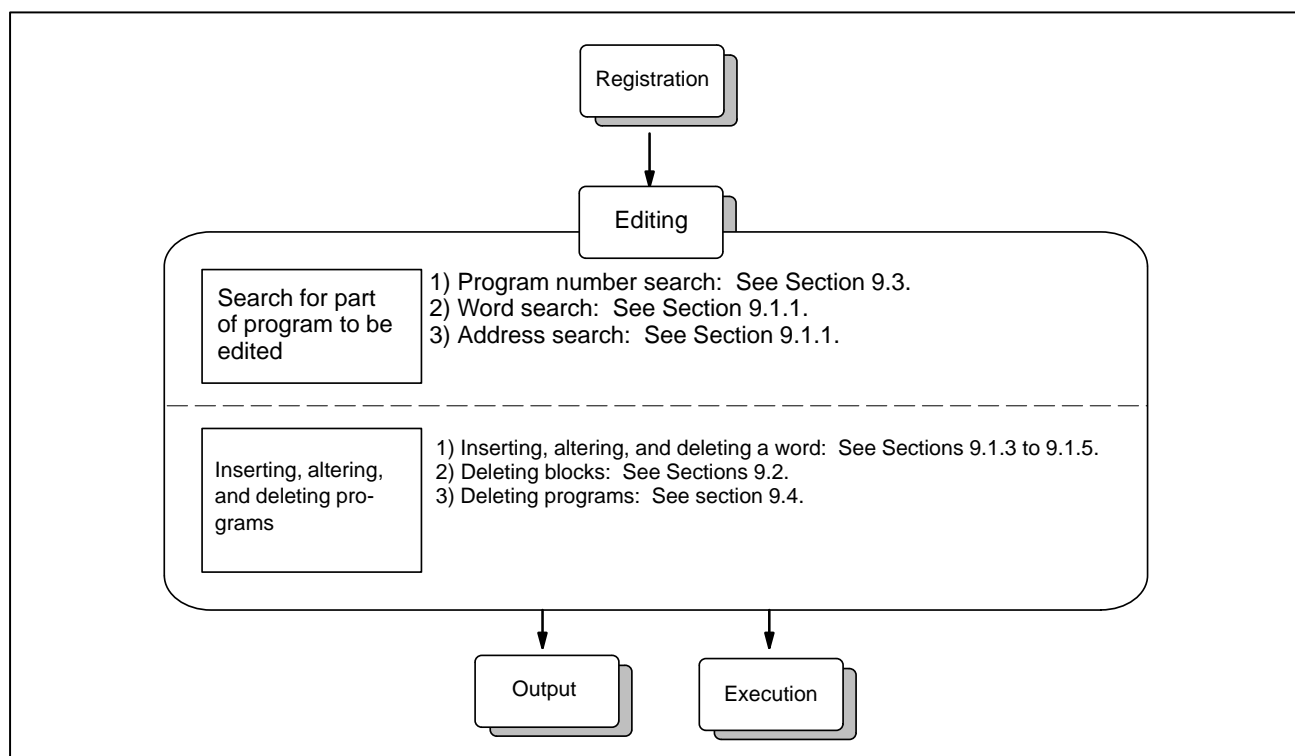 Registration
Editing
Search for part
of program to be
edited
1) Program number search:  See Section 9.3.
2) Word search:  See Section 9.1.1.
3) Address search:  See Section 9.1.1.
Inserting, altering,
and deleting pro-
grams
1) Inserting, altering, and deleting a word:  See Sections 9.1.3 to 9.1.5.
2) Deleting blocks:  See Sections 9.2.
3) Deleting programs:  See section 9.4.
Output
Execution